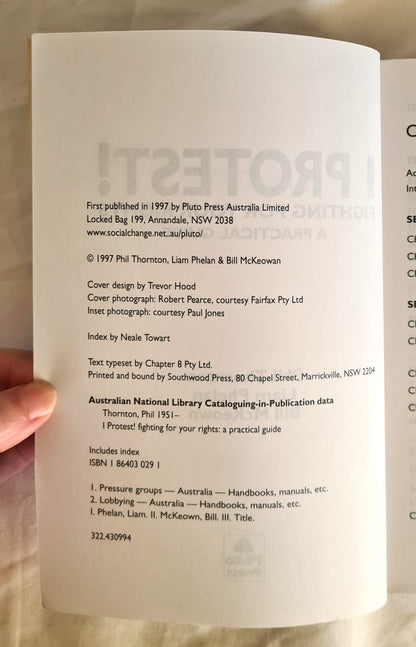 First published in 1997 by Pluto Press Australia Limited
Locked Bag 199, Annandale, NSW 2038
www.socialchange.net.au/pluto/
© 1997 Phil Thornton, Liam Phelan & Bill McKeowan
Cover design by Trevor Hood
Cover photograph: Robert Pearce, courtesy Fairfax Pty Ltd
Inset photograph: courtesy Paul Jones
Index by Neale Towart
Text typeset by Chapter 8 Pty Ltd.
Printed and bound by Southwood Press, 80 Chapel Street, Marrickville, NSW 2204
Australian National Library Cataloguing-in-Publication data
Thornton, Phil 1951–
I Protest! fighting for your rights: a practical guide
Includes index
ISBN 1 86403 029 1
1. Pressure groups — Australia — Handbooks, manuals, etc.
2. Lobbying — Australia — Handbooks, manuals, etc.
I. Phelan, Liam. II. McKeown, Bill. III. Title.
322.430994